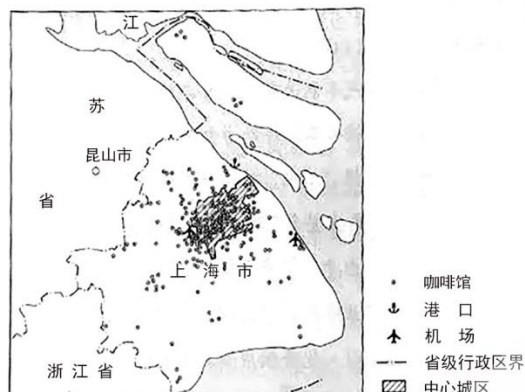 江
苏
昆山市
省
上海市
浙江省
咖啡馆
港口
机场
省级行政区界
中心城区